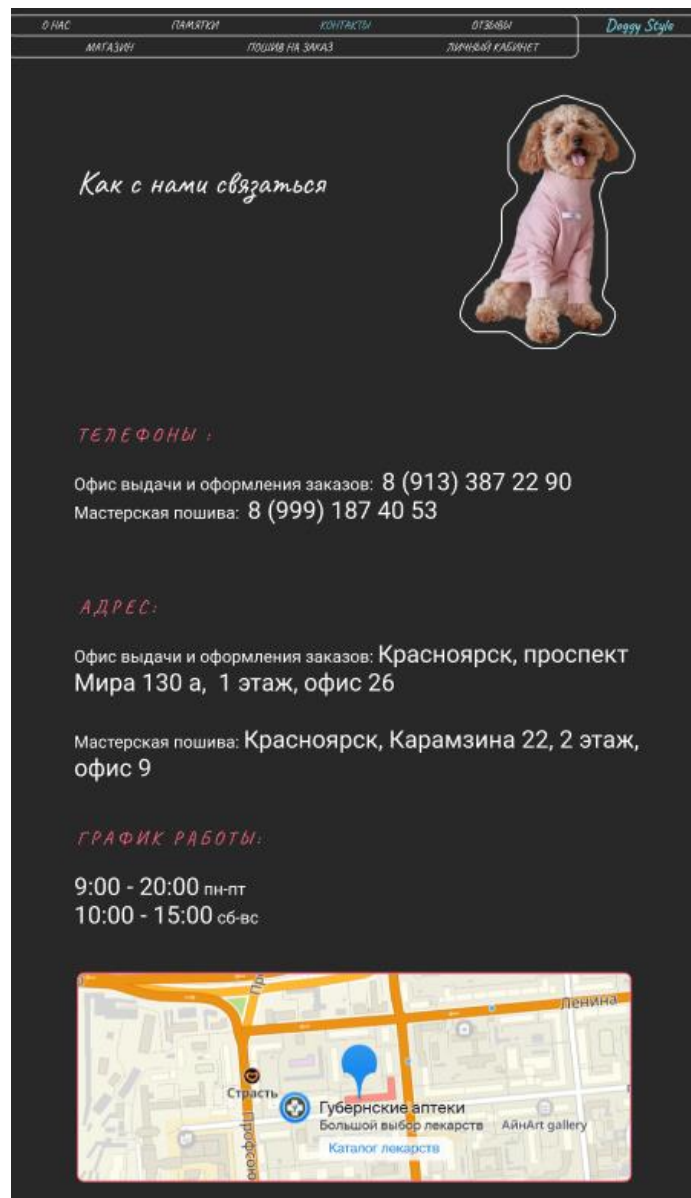 О НАС ПАМЯТКИ КОНТАКТЫ ОТЗЫВЫ Doggy Style
МАГАЗИН ПОШИВ НА ЗАКАЗ ЛИЧНЫЙ КАБИНЕТ
Как с нами связаться
ТЕЛЕФОНЫ :
Офис выдачи и оформления заказов: 8 (913) 387 22 90
Мастерская пошива: 8 (999) 187 40 53
АДРЕС:
Офис выдачи и оформления заказов: Красноярск, проспект
Мира 130 а, 1 этаж, офис 26
Мастерская пошива: Красноярск, Карамзина 22, 2 этаж,
офис 9
ГРАФИК РАБОТЫ:
9:00 - 20:00 пн-пт
10:00 - 15:00 сб-вс
Ленина
Страсть
Губернские аптеки
Большой выбор лекарств
АйнArt gallery
Каталог лекарств
Профсою